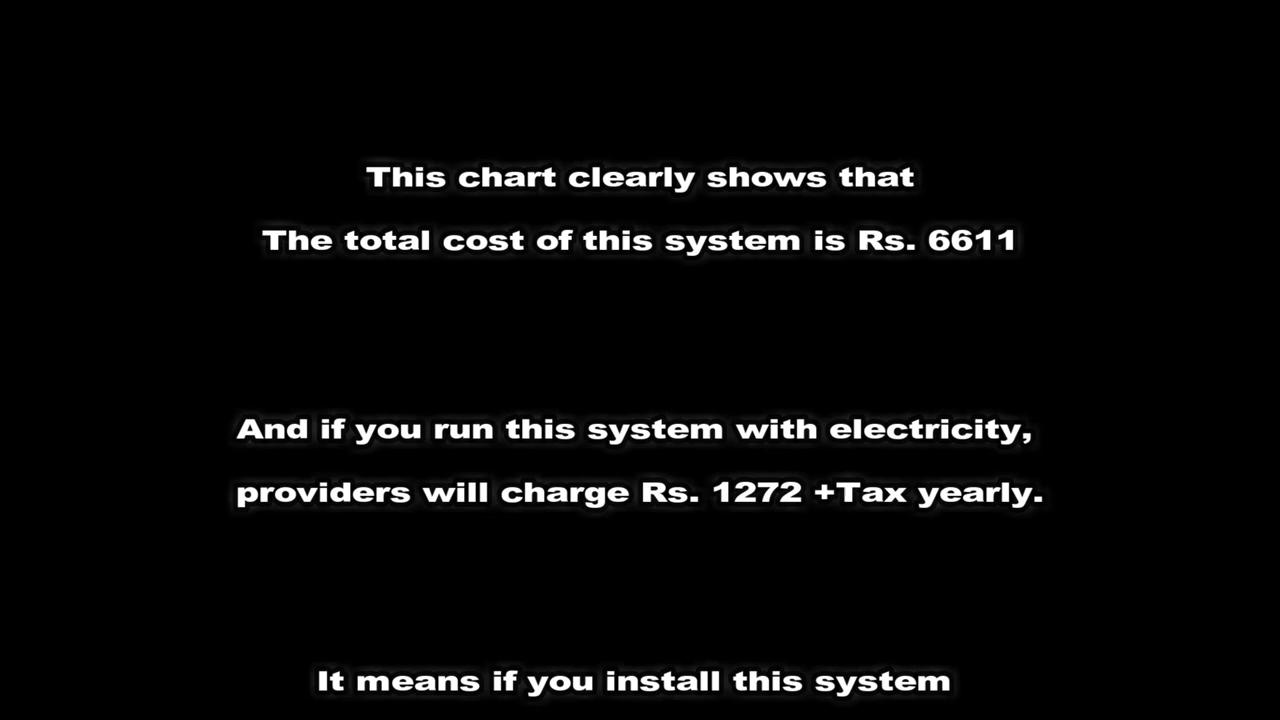 This chart clearly shows that
The total cost of this system is Rs. 6611
And if you run this system with electricity,
providers will charge Rs. 1272 +Tax yearly.
It means if you install this system